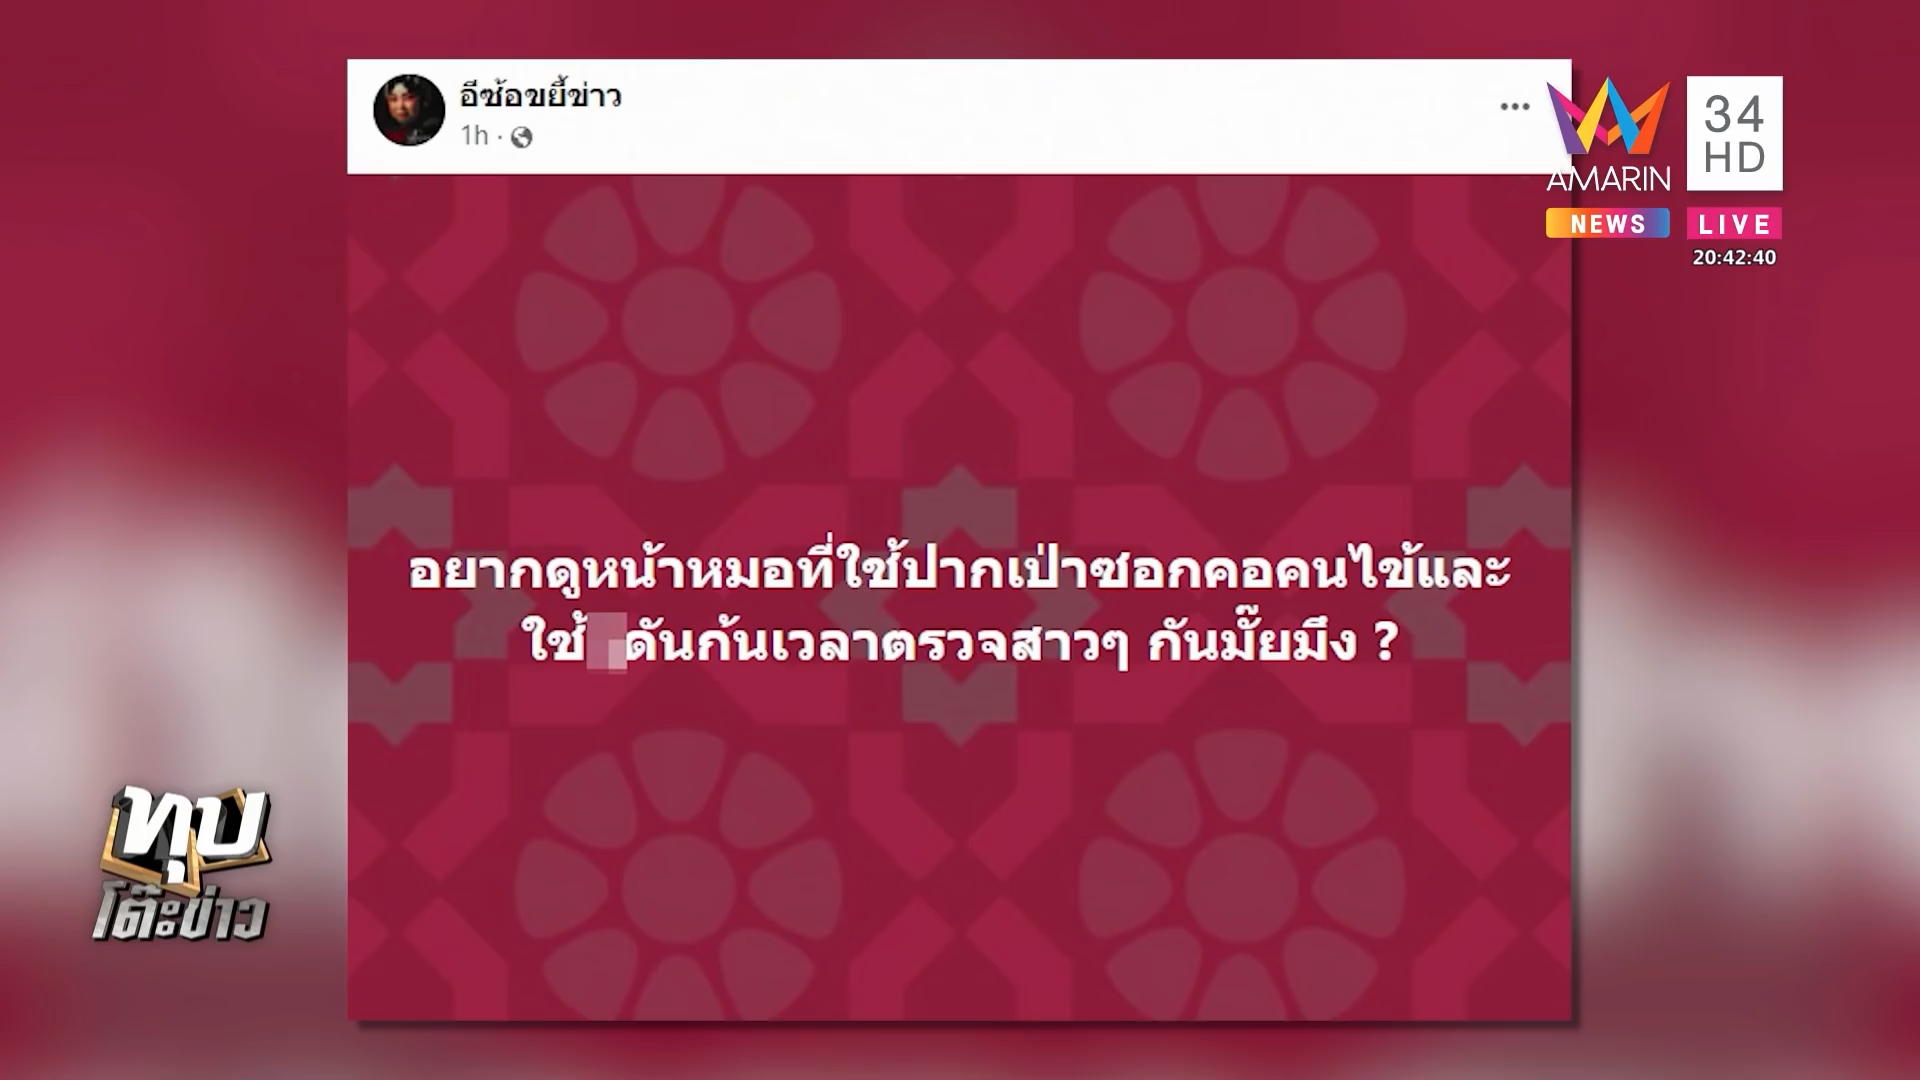 อีซ้อขยี้ข่าว
1h ·
AMARIN
34
HD
NEWS
LIVE
20:42:40
อยากดูหน้าหมอที่ใช้ปากเป่าซอกคอคนไข้และ
ใช้ ดันก้นเวลาตรวจสาวๆ กันมั๊ยมึง ?
ทุบ
โต๊ะข่าว